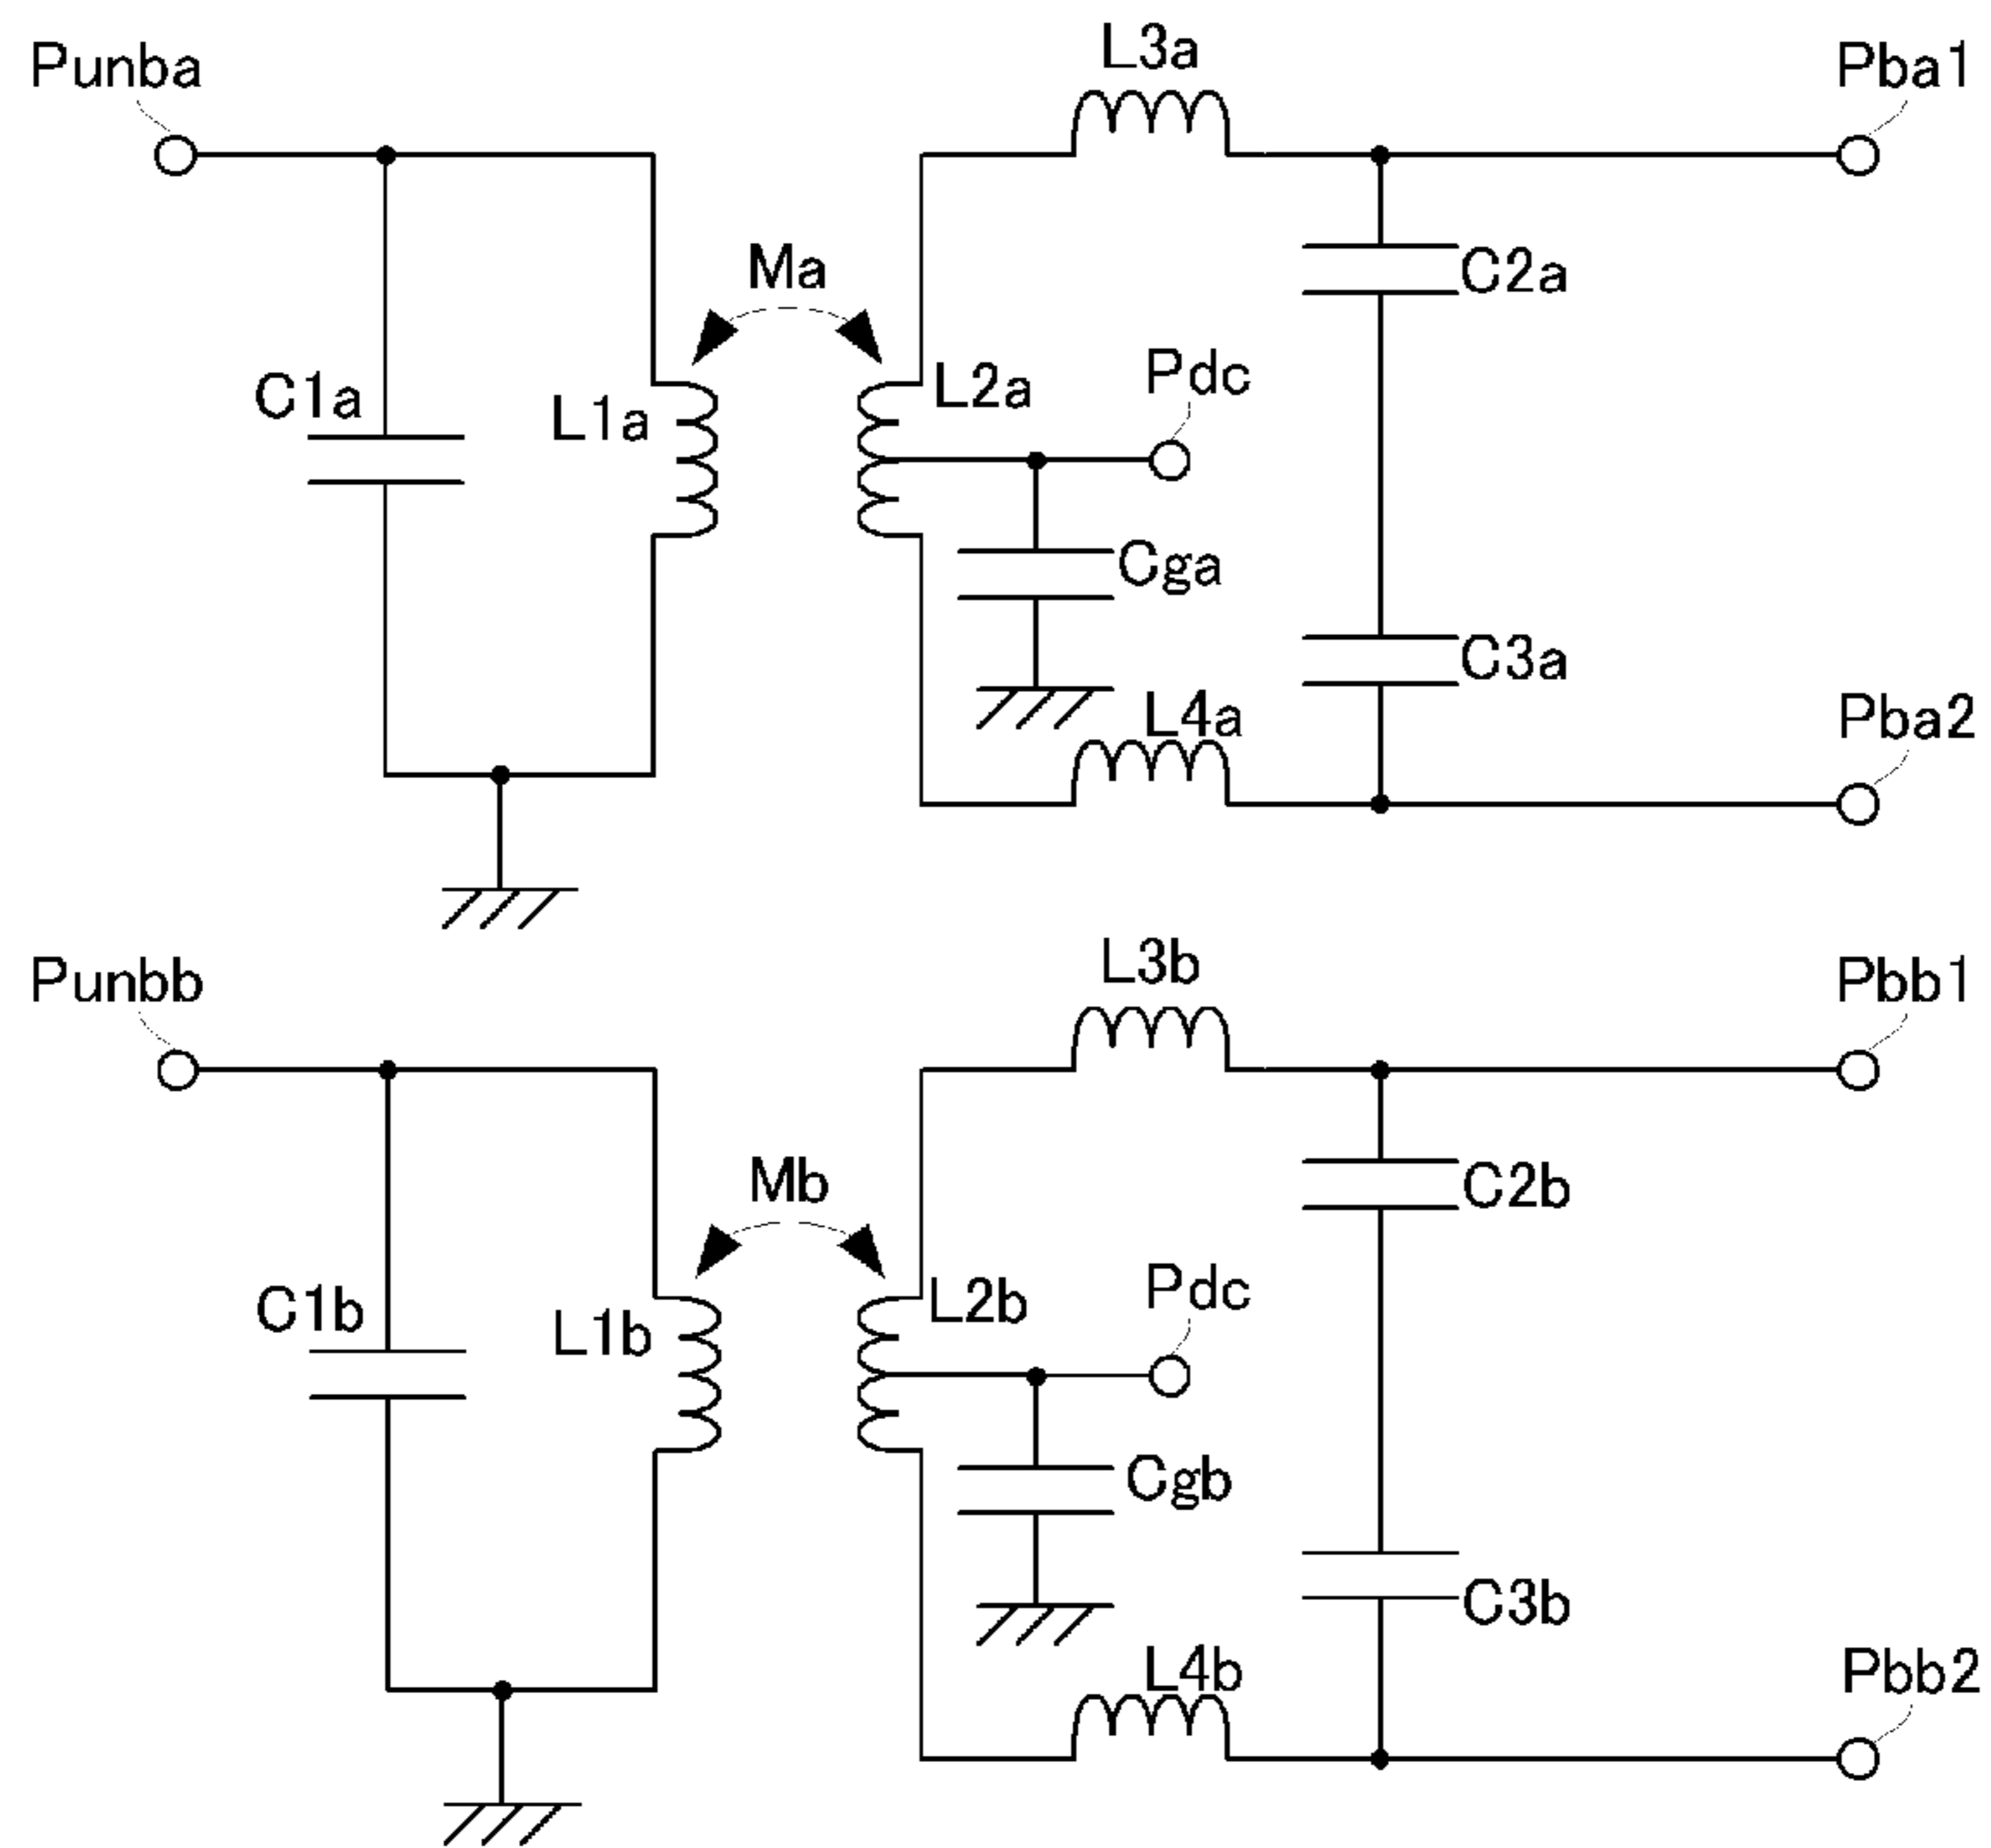 L3a
Punba
Pba1
Ma
C2a
Pdc
L2a
C1a
L1a
Cga
C3a
L4a
Pba2
L3b
Punbb
Pbb1
Mb
C2b
Pdc
L2b
C1b
L1b
Cgb
C3b
L4b
Pbb2